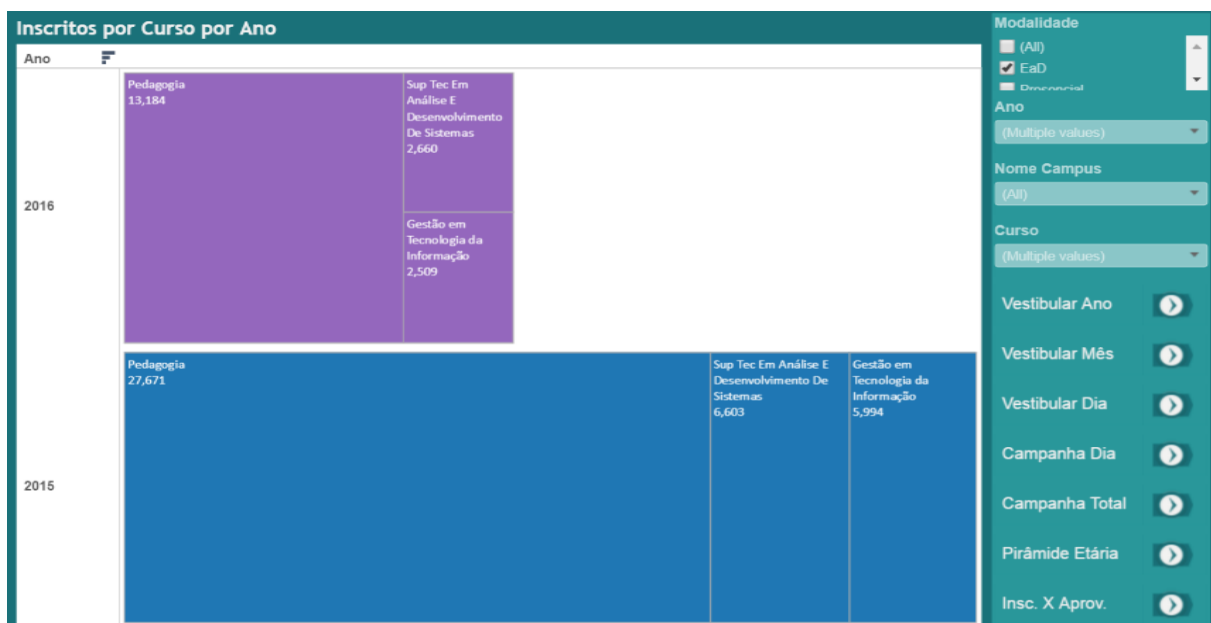 Inscritos por Curso por Ano
Ano
2016
Pedagogia
13,184
Sup Tec Em
Análise E
Desenvolvimento
De Sistemas
2,660
Gestão em
Tecnologia da
Informação
2,509
2015
Pedagogia
27,671
Sup Tec Em Análise E
Desenvolvimento De
Sistemas
6,603
Gestão em
Tecnologia da
Informação
5,994
Modalidade
(All)
EaD
Ano
(Multiple values)
Nome Campus
(All)
Curso
(Multiple values)
Vestibular Ano
Vestibular Mês
Vestibular Dia
Campanha Dia
Campanha Total
Pirâmide Etária
Insc. X Aprov.